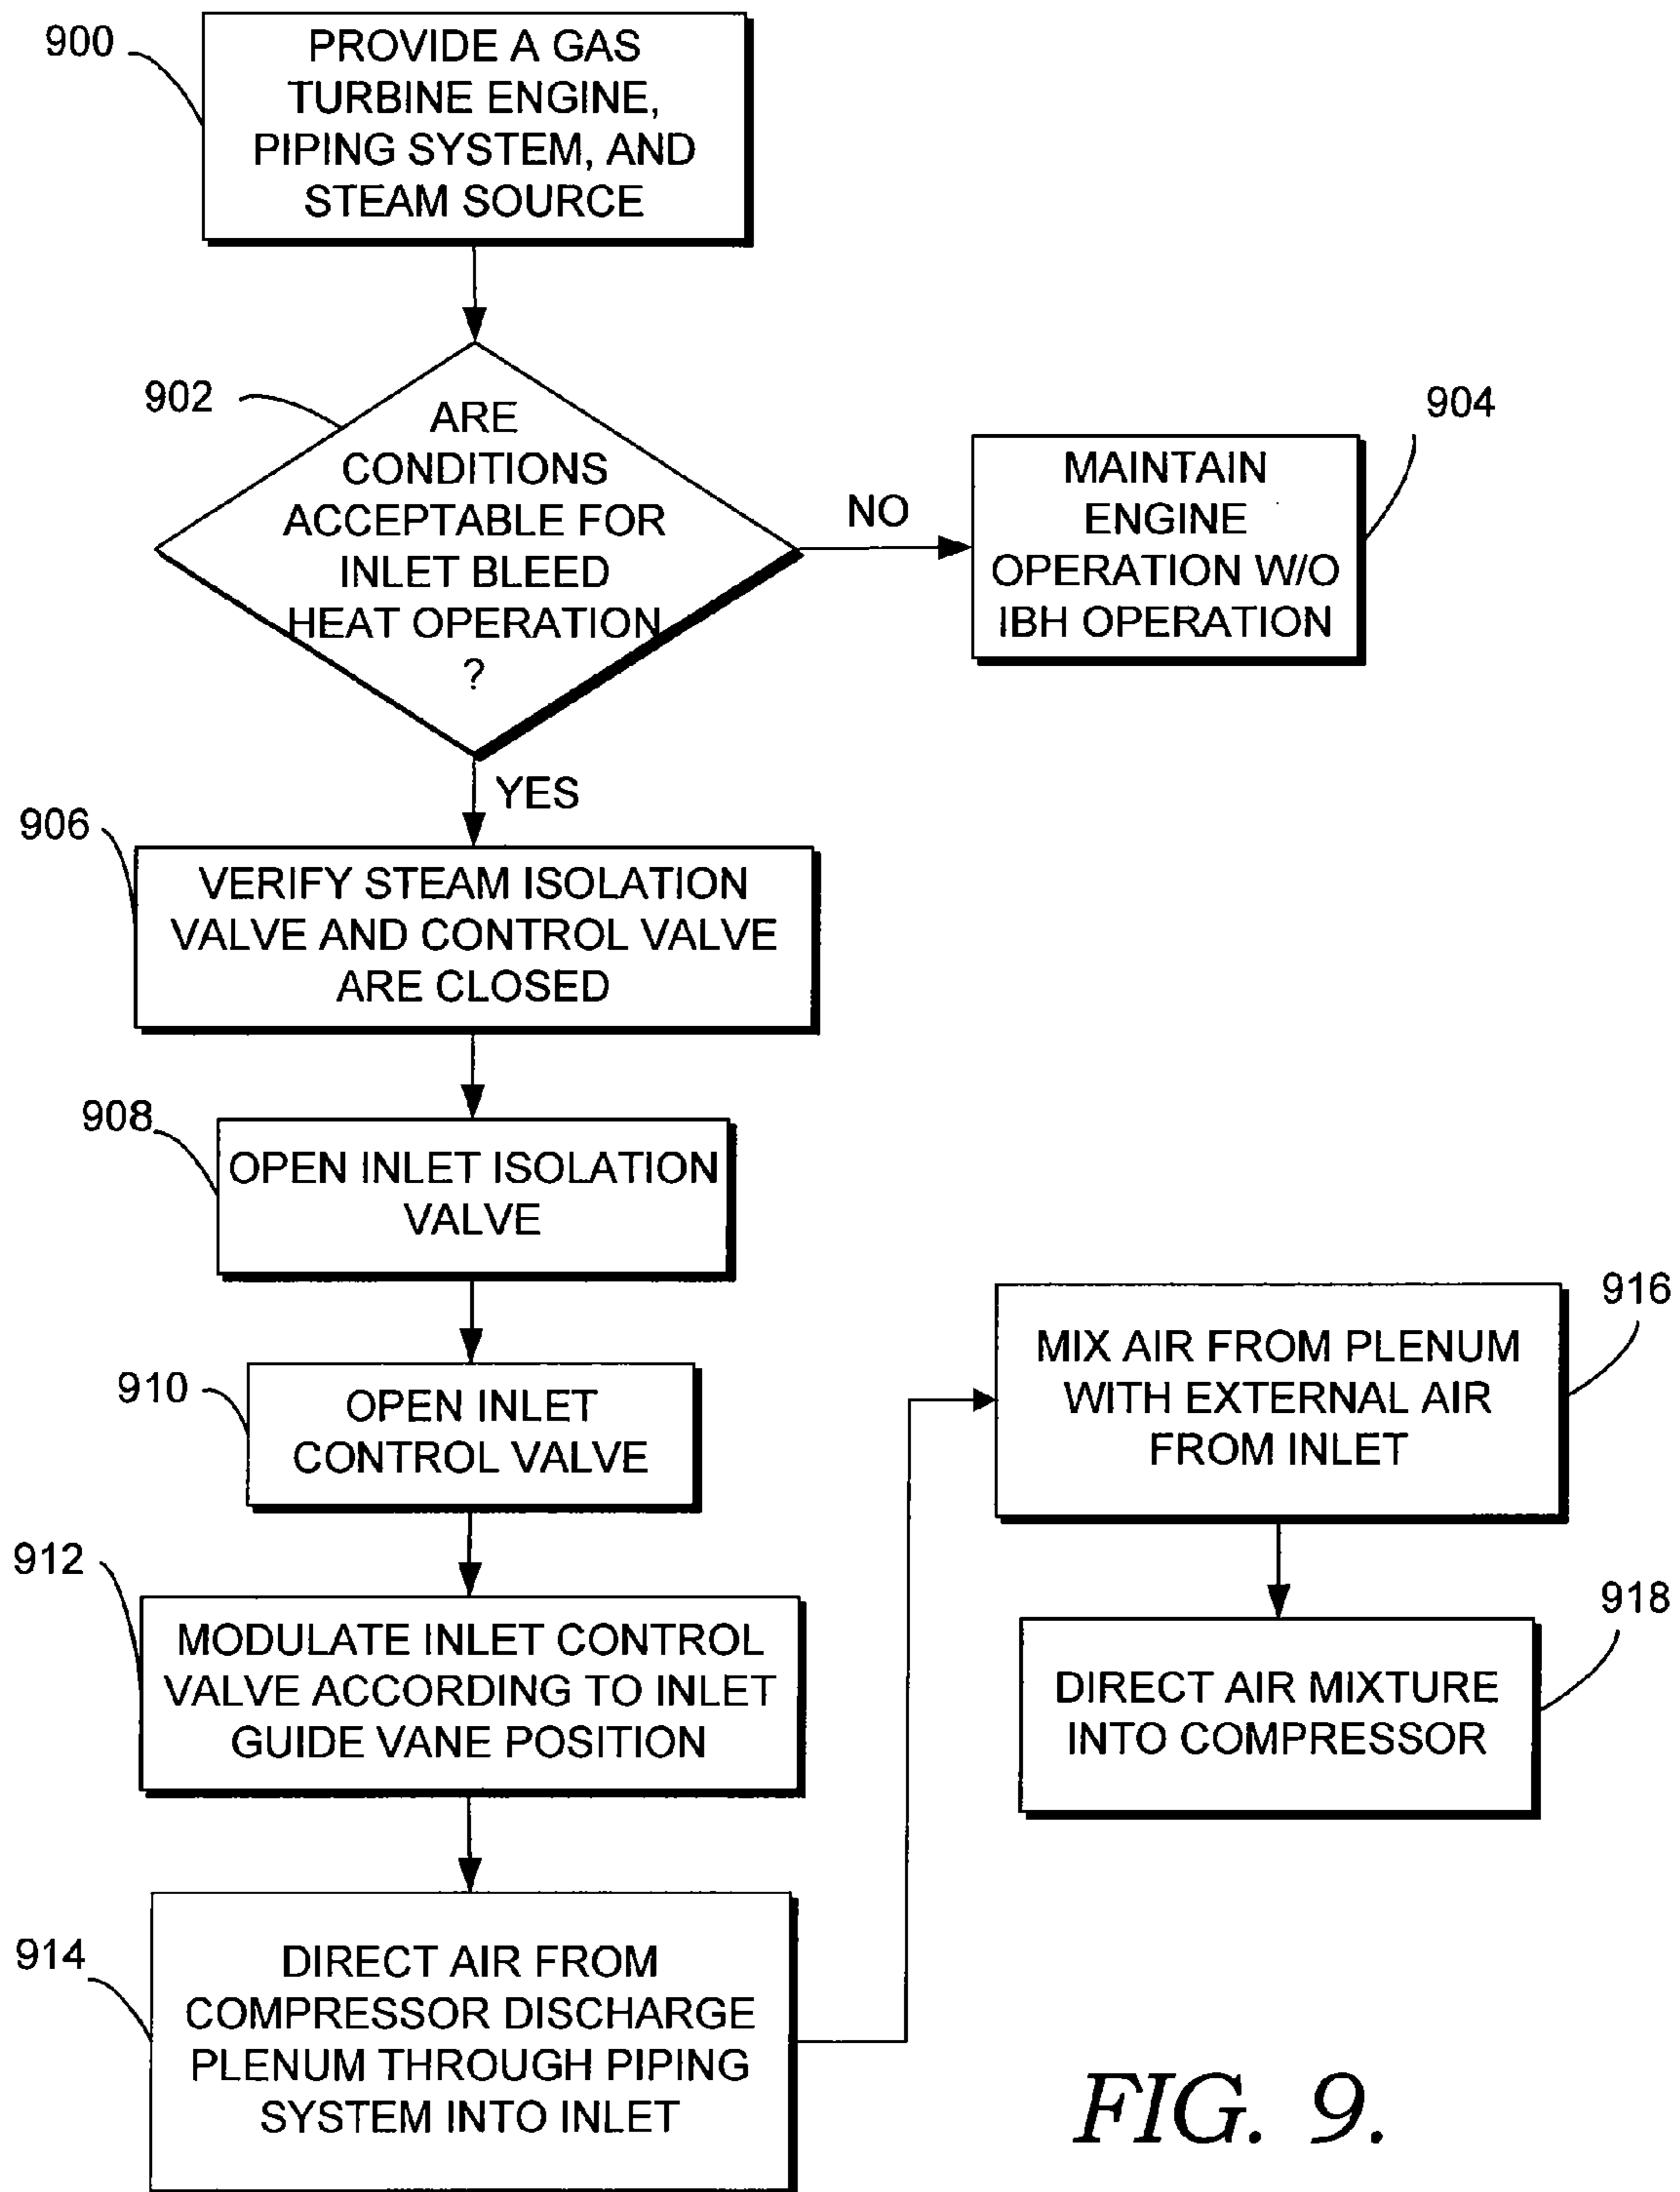 900
PROVIDE A GAS
TURBINE ENGINE,
PIPING SYSTEM, AND
STEAM SOURCE
902
ARE
CONDITIONS
ACCEPTABLE FOR
INLET BLEED
HEAT OPERATION
?
NO
904
MAINTAIN
ENGINE
OPERATION W/O
IBH OPERATION
YES
906
VERIFY STEAM ISOLATION
VALVE AND CONTROL VALVE
ARE CLOSED
908
OPEN INLET ISOLATION
VALVE
910
OPEN INLET
CONTROL VALVE
912
MODULATE INLET CONTROL
VALVE ACCORDING TO INLET
GUIDE VANE POSITION
914
DIRECT AIR FROM
COMPRESSOR DISCHARGE
PLENUM THROUGH PIPING
SYSTEM INTO INLET
916
MIX AIR FROM PLENUM
WITH EXTERNAL AIR
FROM INLET
918
DIRECT AIR MIXTURE
INTO COMPRESSOR
FIG. 9.